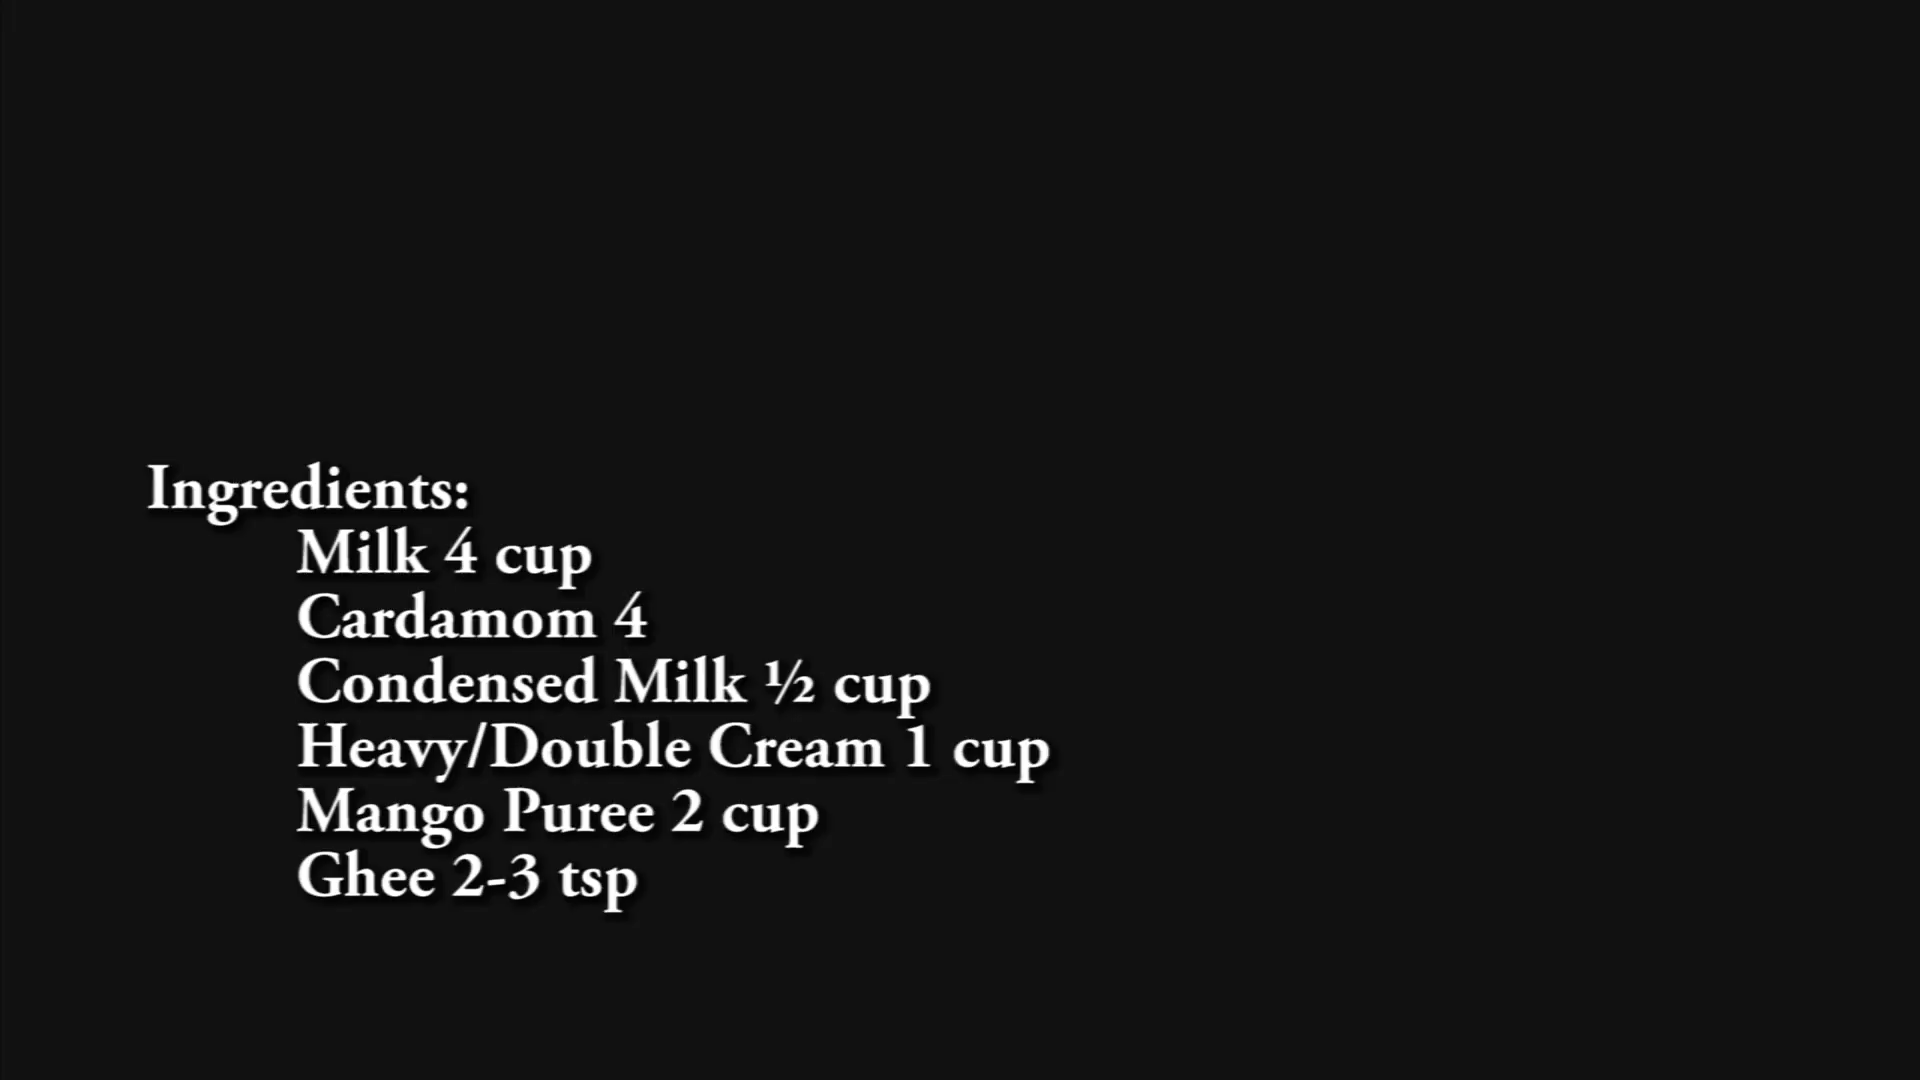 Ingredients:
Milk 4 cup
Cardamom 4
Condensed Milk ½ cup
Heavy/Double Cream 1 cup
Mango Puree 2 cup
Ghee 2-3 tsp